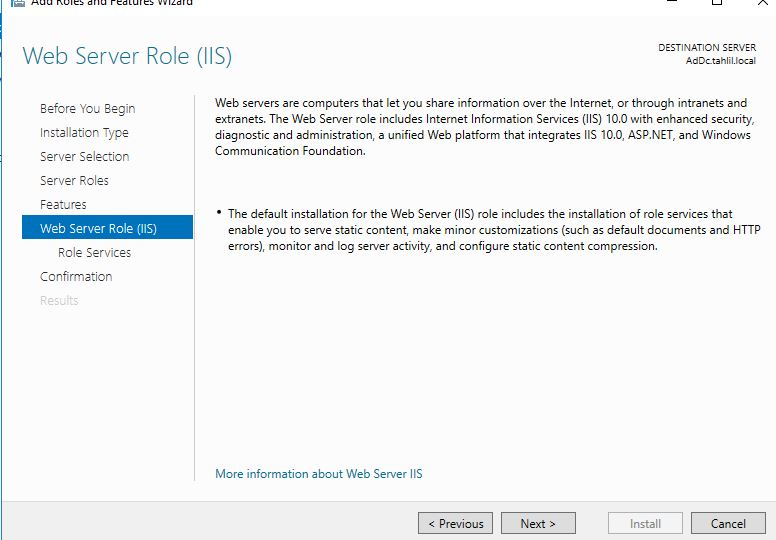 Add Roles and Features Wizard
Web Server Role (IIS)
DESTINATION SERVER
AdDc.tahlil.local
Before You Begin
Installation Type
Server Selection
Server Roles
Features
Web Server Role (IIS)
Role Services
Confirmation
Results
Web servers are computers that let you share information over the Internet, or through intranets and
extranets. The Web Server role includes Internet Information Services (IIS) 10.0 with enhanced security,
diagnostic and administration, a unified Web platform that integrates IIS 10.0, ASP.NET, and Windows
Communication Foundation.
• The default installation for the Web Server (IIS) role includes the installation of role services that
enable you to serve static content, make minor customizations (such as default documents and HTTP
errors), monitor and log server activity, and configure static content compression.
More information about Web Server IIS
< Previous
Next >
Install
Cancel